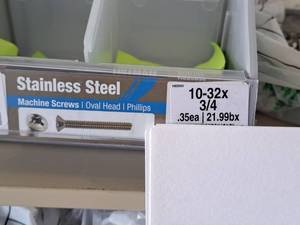 Stainless Steel
Machine Screws | Oval Head | Phillips
10-32x
3/4
.35ea | 21.99bx